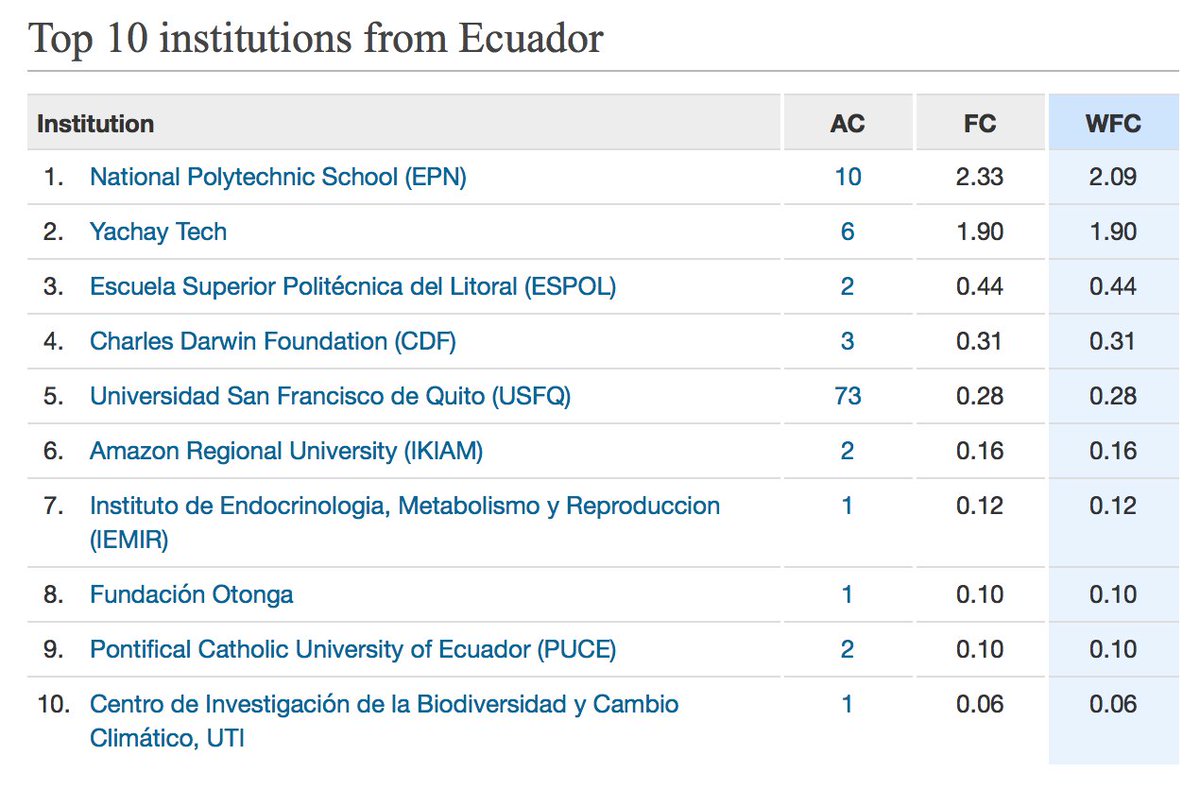 Top 10 institutions from Ecuador
Institution AC FC WFC
1. National Polytechnic School (EPN) 10 2.33 2.09
2. Yachay Tech 6 1.90 1.90
3. Escuela Superior Politécnica del Litoral (ESPOL) 2 0.44 0.44
4. Charles Darwin Foundation (CDF) 3 0.31 0.31
5. Universidad San Francisco de Quito (USFQ) 73 0.28 0.28
6. Amazon Regional University (IKIAM) 2 0.16 0.16
7. Instituto de Endocrinologia, Metabolismo y Reproduccion 1 0.12 0.12
(IEMIR)
8. Fundación Otonga 1 0.10 0.10
9. Pontifical Catholic University of Ecuador (PUCE) 2 0.10 0.10
10. Centro de Investigación de la Biodiversidad y Cambio 1 0.06 0.06
Climático, UTI